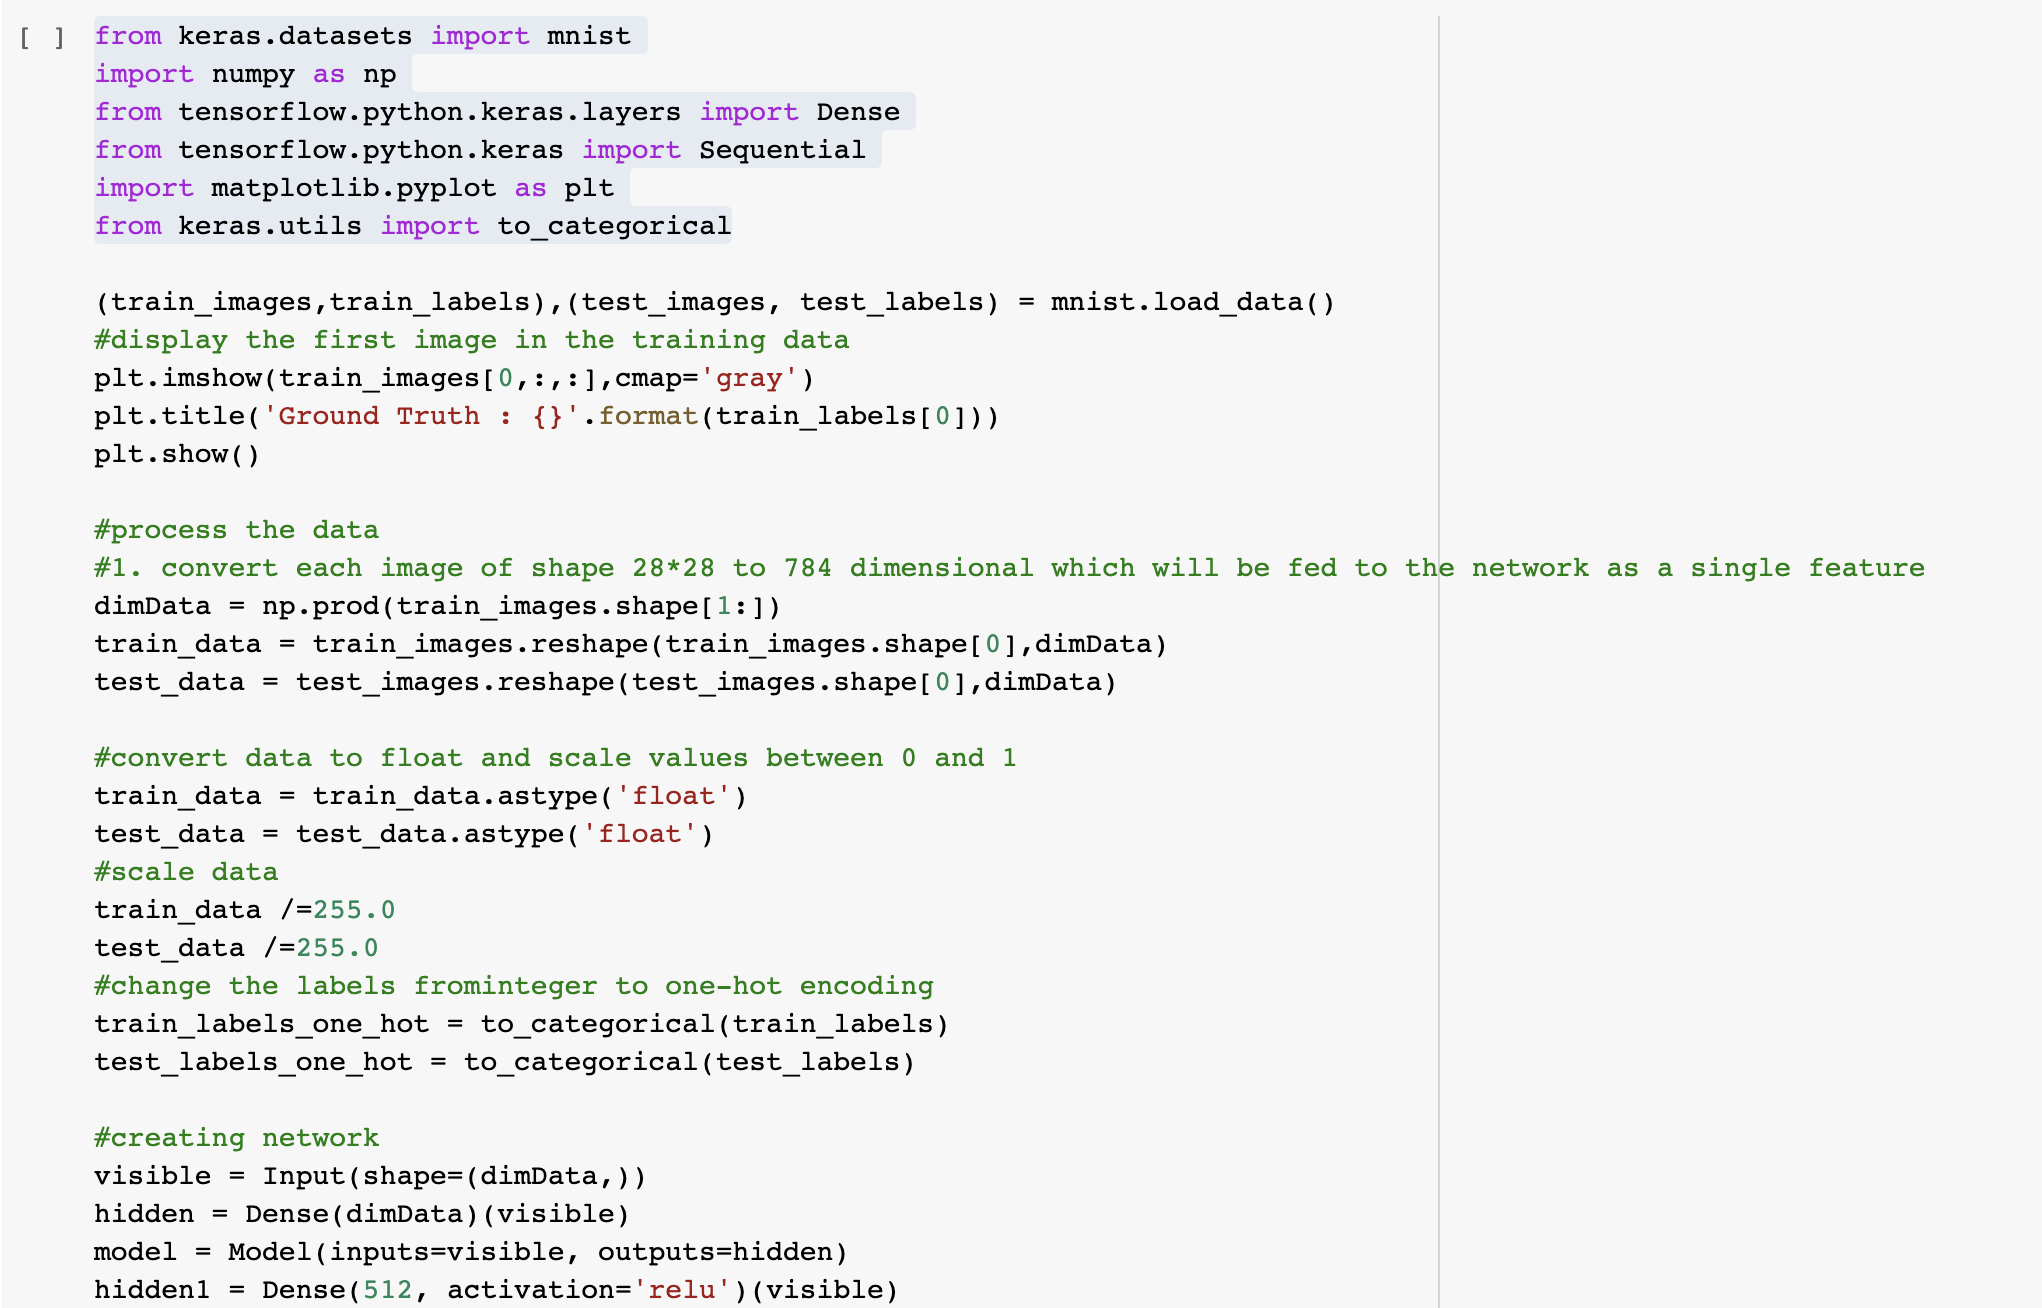 [ ] from keras.datasets import mnist
import numpy as np
from tensorflow.python.keras.layers import Dense
from tensorflow.python.keras import Sequential
import matplotlib.pyplot as plt
from keras.utils import to_categorical
(train_images,train_labels),(test_images, test_labels) = mnist.load_data()
#display the first image in the training data
plt.imshow(train_images[0,:,:],cmap='gray')
plt.title('Ground Truth : {}'.format(train_labels[0]))
plt.show()
#process the data
#1. convert each image of shape 28*28 to 784 dimensional which will be fed to the network as a single feature
dimData = np.prod(train_images.shape[1:])
train_data = train_images.reshape(train_images.shape[0],dimData)
test_data = test_images.reshape(test_images.shape[0],dimData)
#convert data to float and scale values between 0 and 1
train_data = train_data.astype('float')
test_data = test_data.astype('float')
#scale data
train_data /=255.0
test_data /=255.0
#change the labels frominteger to one-hot encoding
train_labels_one_hot = to_categorical(train_labels)
test_labels_one_hot = to_categorical(test_labels)
#creating network
visible = Input(shape=(dimData,))
hidden = Dense(dimData)(visible)
model = Model(inputs=visible, outputs=hidden)
hidden1 = Dense(512, activation='relu')(visible)